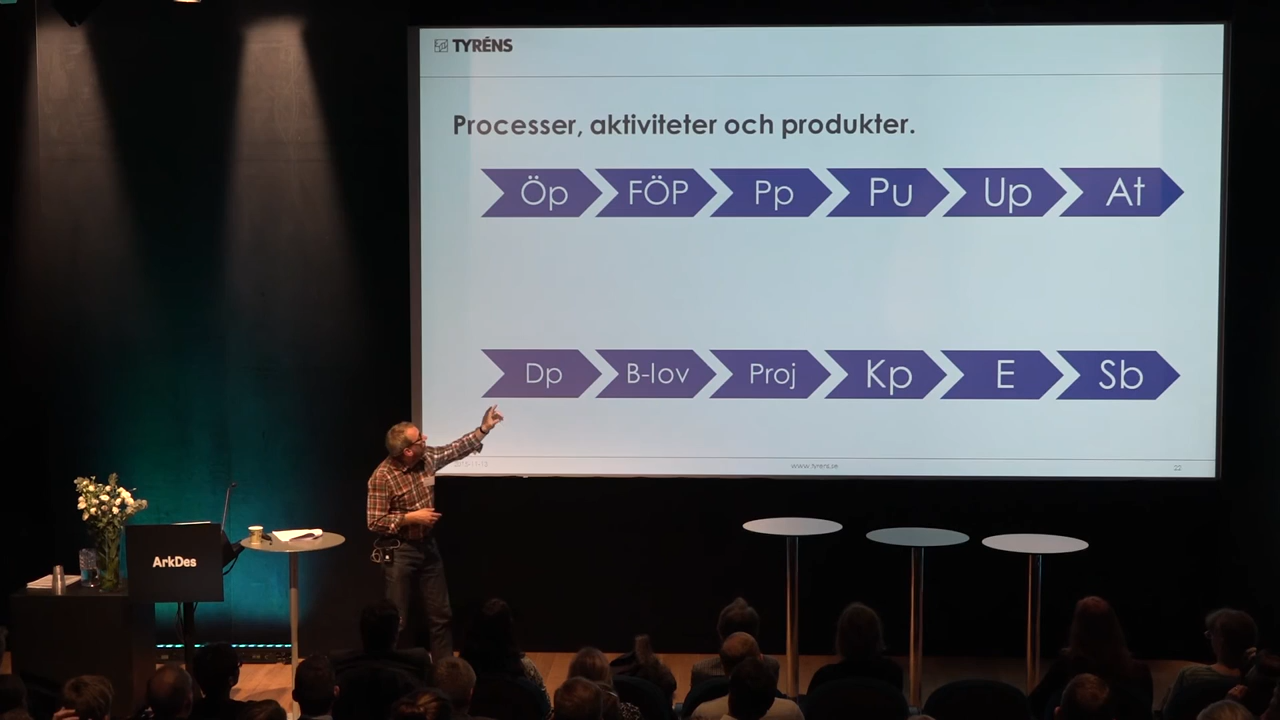 TYRÉNS
Processer, aktiviteter och produkter.
Öp FÖP Pp Pu Up At
Dp B-lov Proj Kp E Sb
www.tyrens.se 22
ArkDes